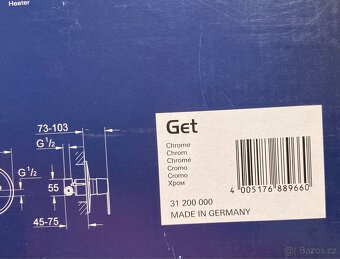 Heater
73-103
G 1/2
G 1/2
55
45-75
Get
Chrome
Chrom
Chromé
Cromo
Cromo
Хром
31 200 000
MADE IN GERMANY
4 005176 889660
Bazos.cz